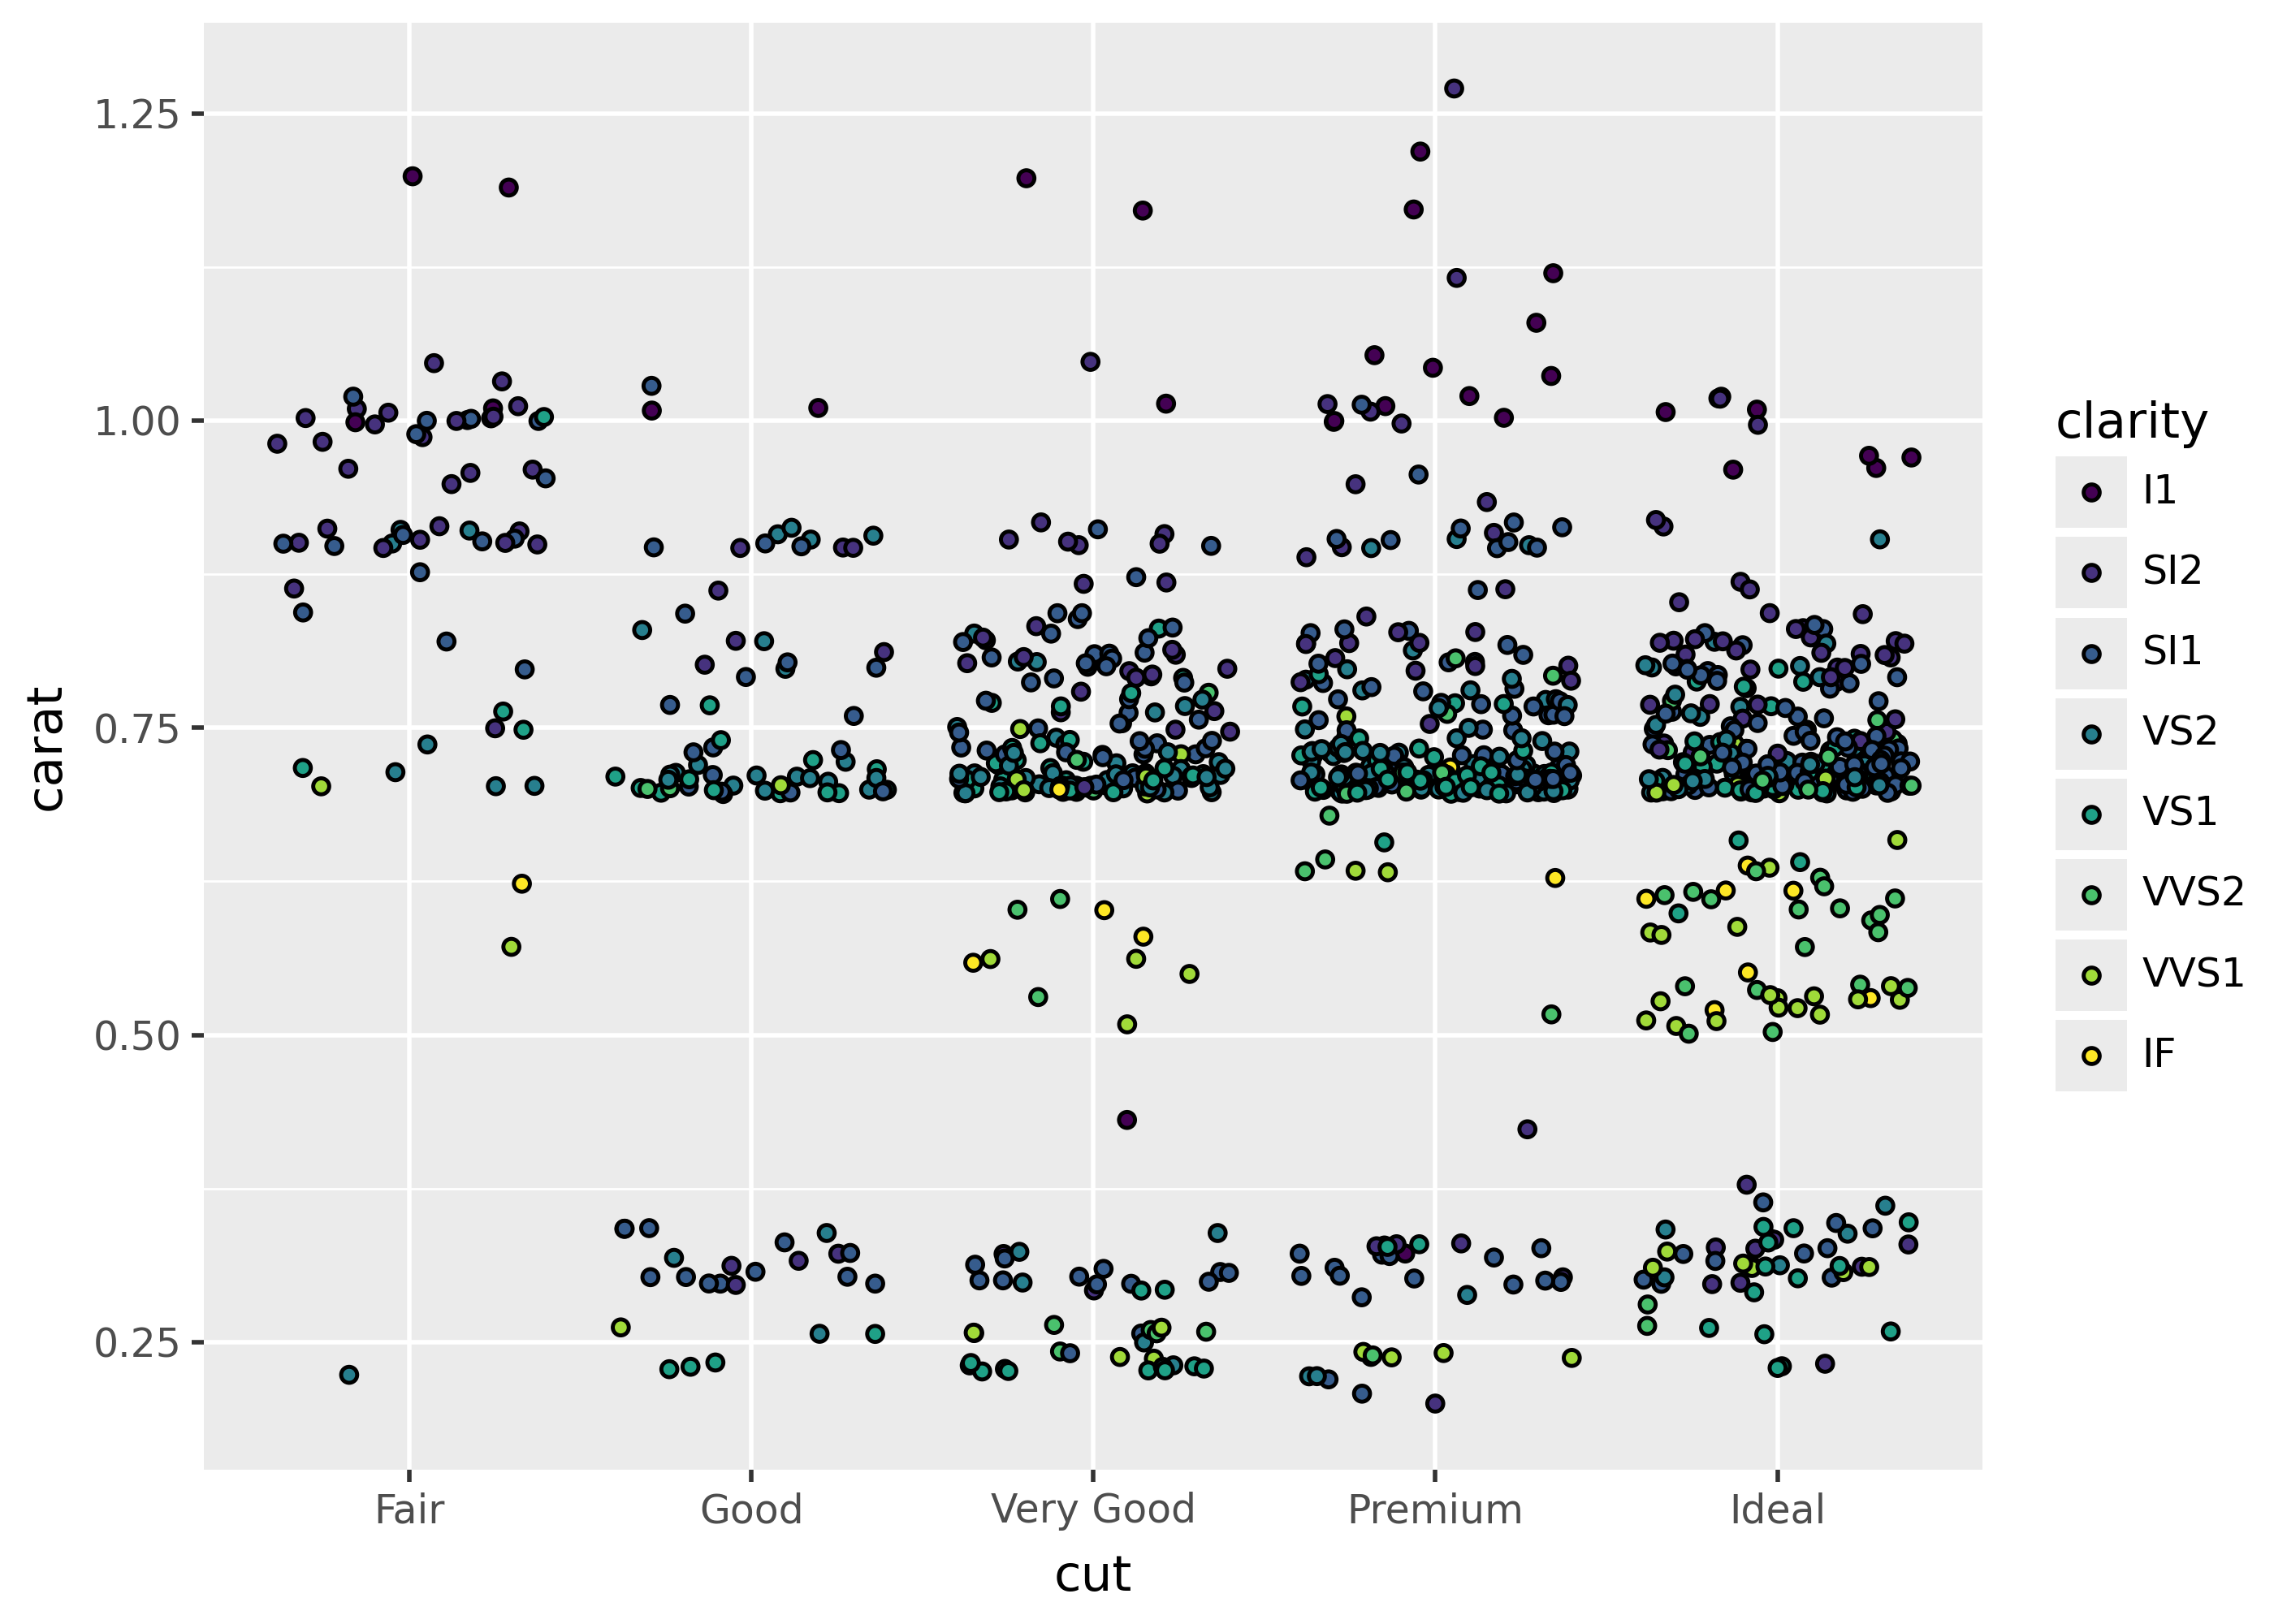 1.25
1.00
0.75
0.50
0.25
carat
Fair Good Very Good Premium Ideal
cut
clarity
I1
SI2
SI1
VS2
VS1
VVS2
VVS1
IF